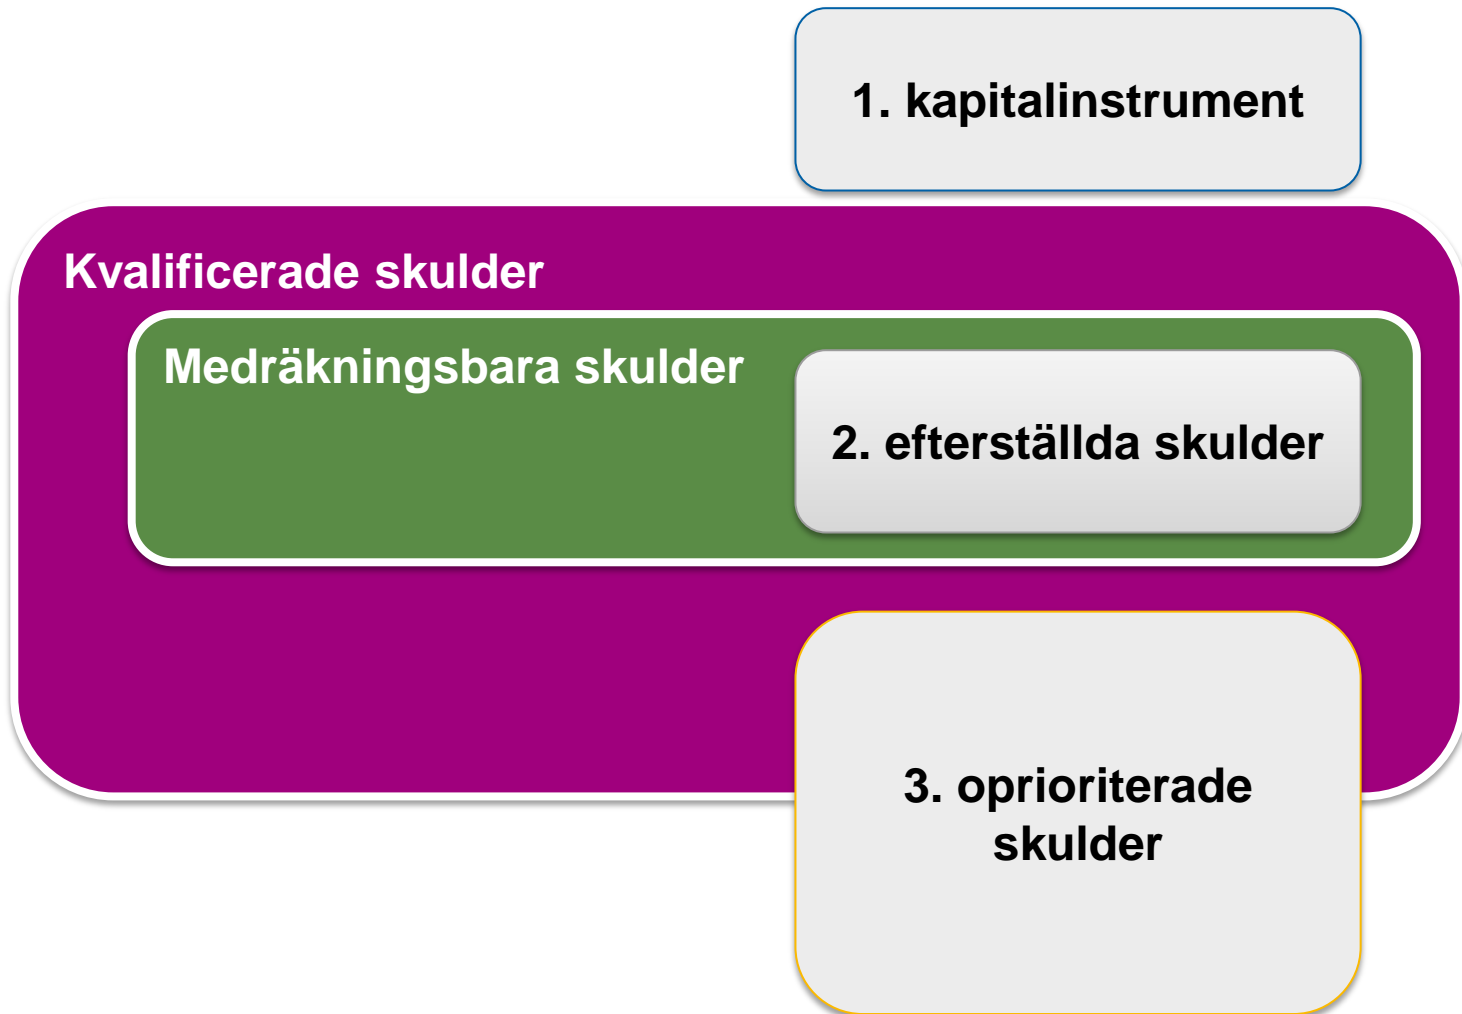 1. kapitalinstrument
Kvalificerade skulder
Medräkningsbara skulder
2. efterställda skulder
3. oprioriterade
skulder